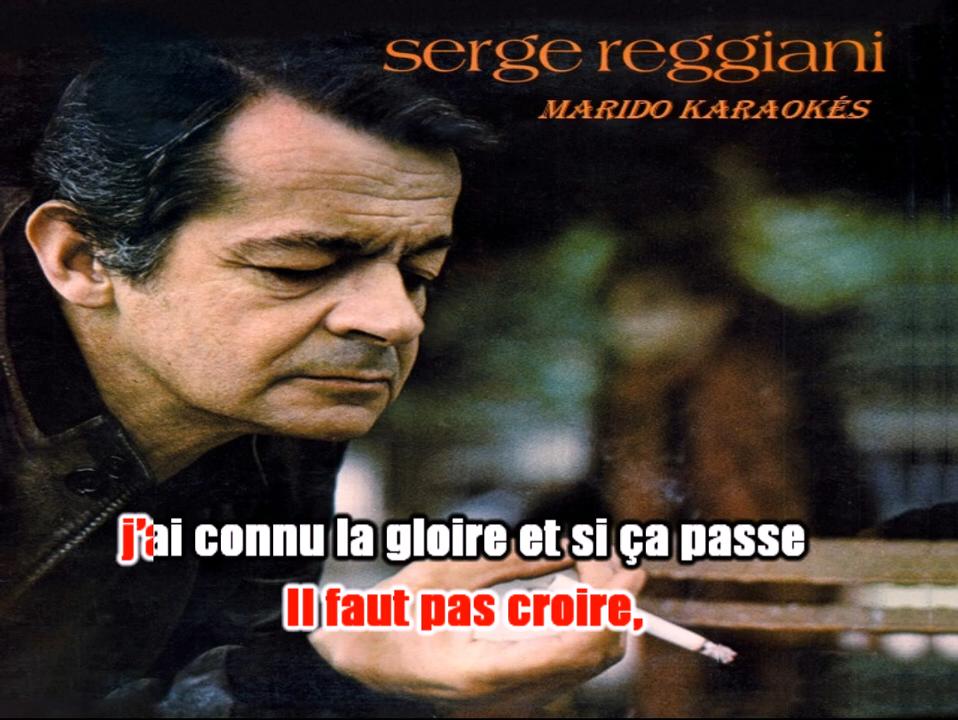 serge reggiani
MARIDO KARAOKÉS
j'ai connu la gloire et si ça passe
Il faut pas croire,